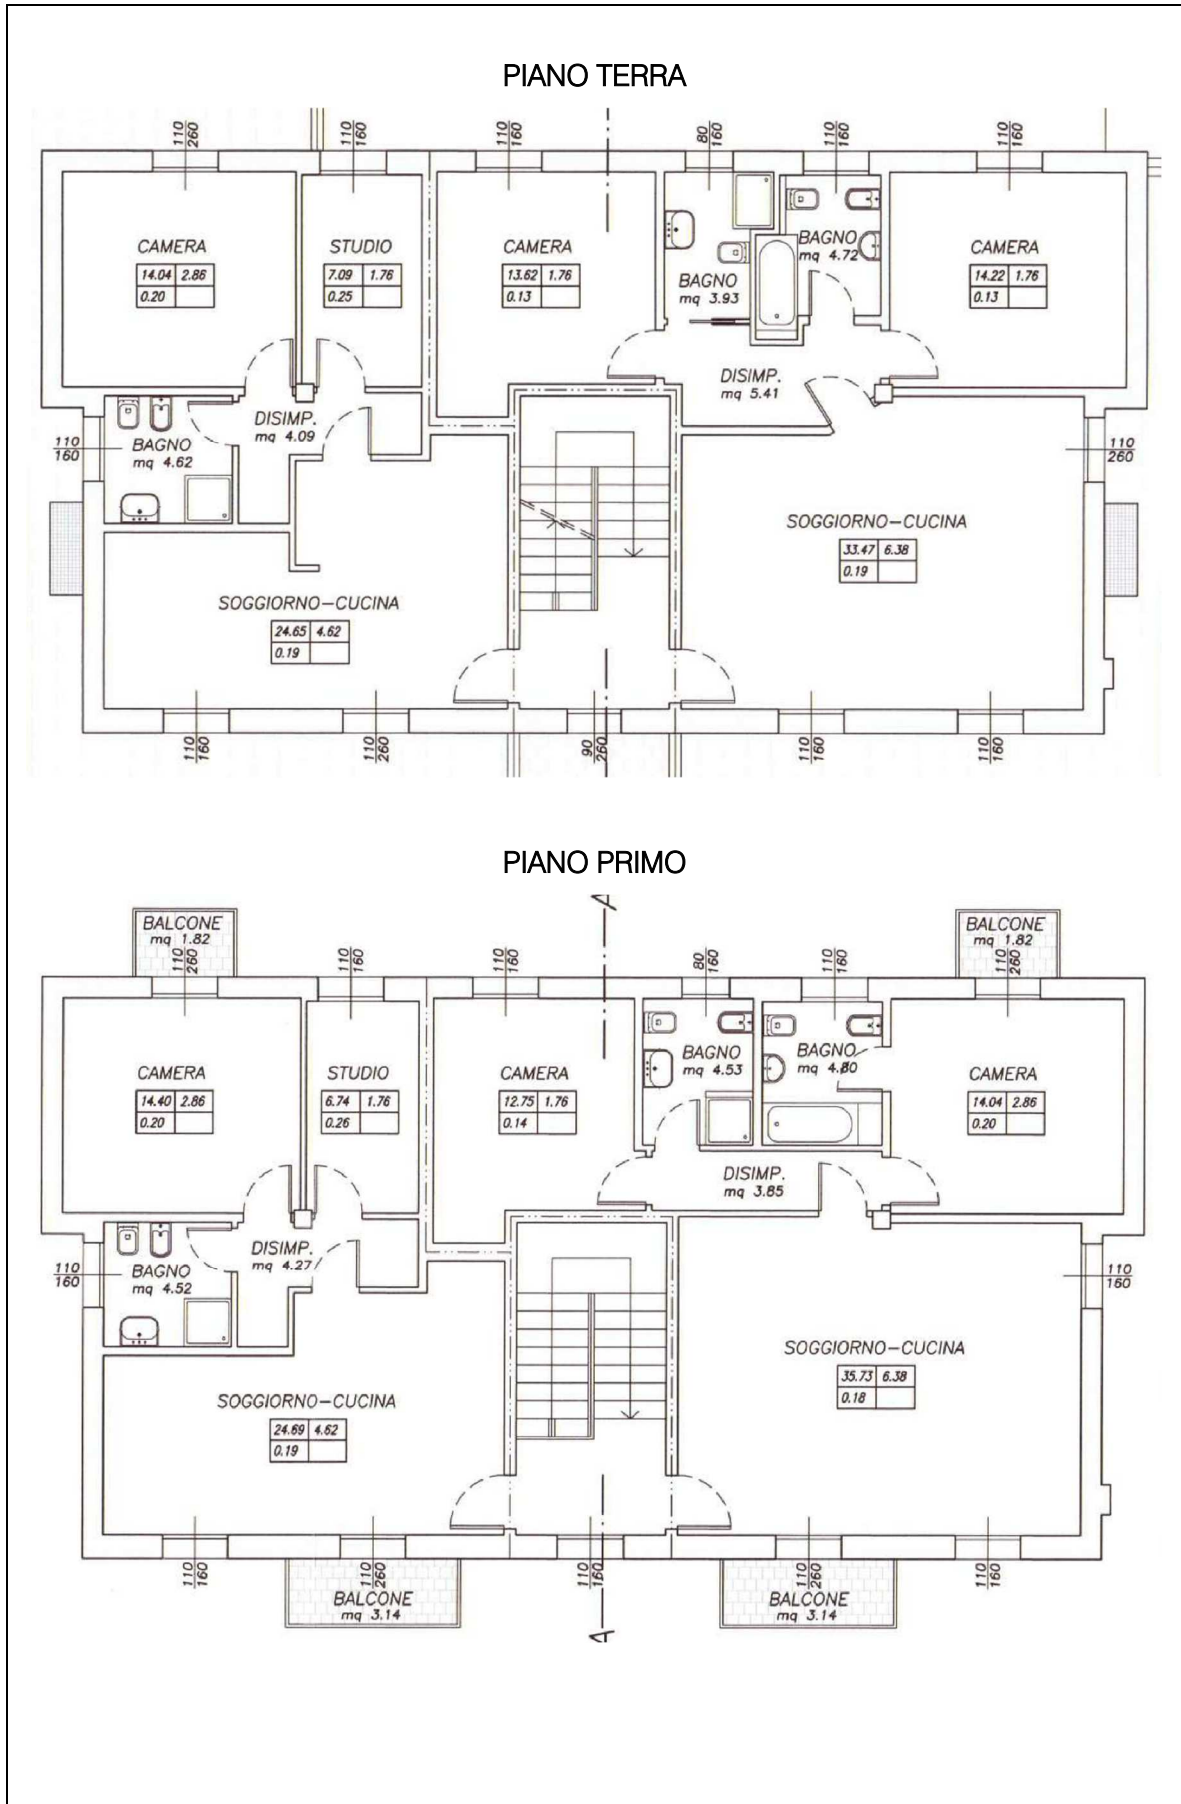 PIANO TERRA
110
260
110
160
110
160
80
160
110
160
110
160
CAMERA
14.04 2.86
0.20
STUDIO
7.09 1.76
0.25
CAMERA
13.62 1.76
0.13
BAGNO
mq 3.93
BAGNO
mq 4.72
CAMERA
14.22 1.76
0.13
DISIMP.
mq 5.41
DISIMP.
mq 4.09
BAGNO
mq 4.62
110
160
110
260
SOGGIORNO-CUCINA
33.47 6.38
0.19
SOGGIORNO-CUCINA
24.65 4.62
0.19
110
160
110
260
90
260
110
160
110
160
PIANO PRIMO
A
BALCONE
mq 1.82
110
260
110
160
110
160
80
160
110
160
BALCONE
mq 1.82
110
260
CAMERA
14.40 2.86
0.20
STUDIO
6.74 1.76
0.26
CAMERA
12.75 1.76
0.14
BAGNO
mq 4.53
BAGNO
mq 4.80
CAMERA
14.04 2.86
0.20
DISIMP.
mq 3.85
DISIMP.
mq 4.27
BAGNO
mq 4.52
110
160
110
160
SOGGIORNO-CUCINA
35.73 6.38
0.18
SOGGIORNO-CUCINA
24.69 4.62
0.19
110
160
110
260
110
160
110
260
110
160
BALCONE
mq 3.14
BALCONE
mq 3.14
A